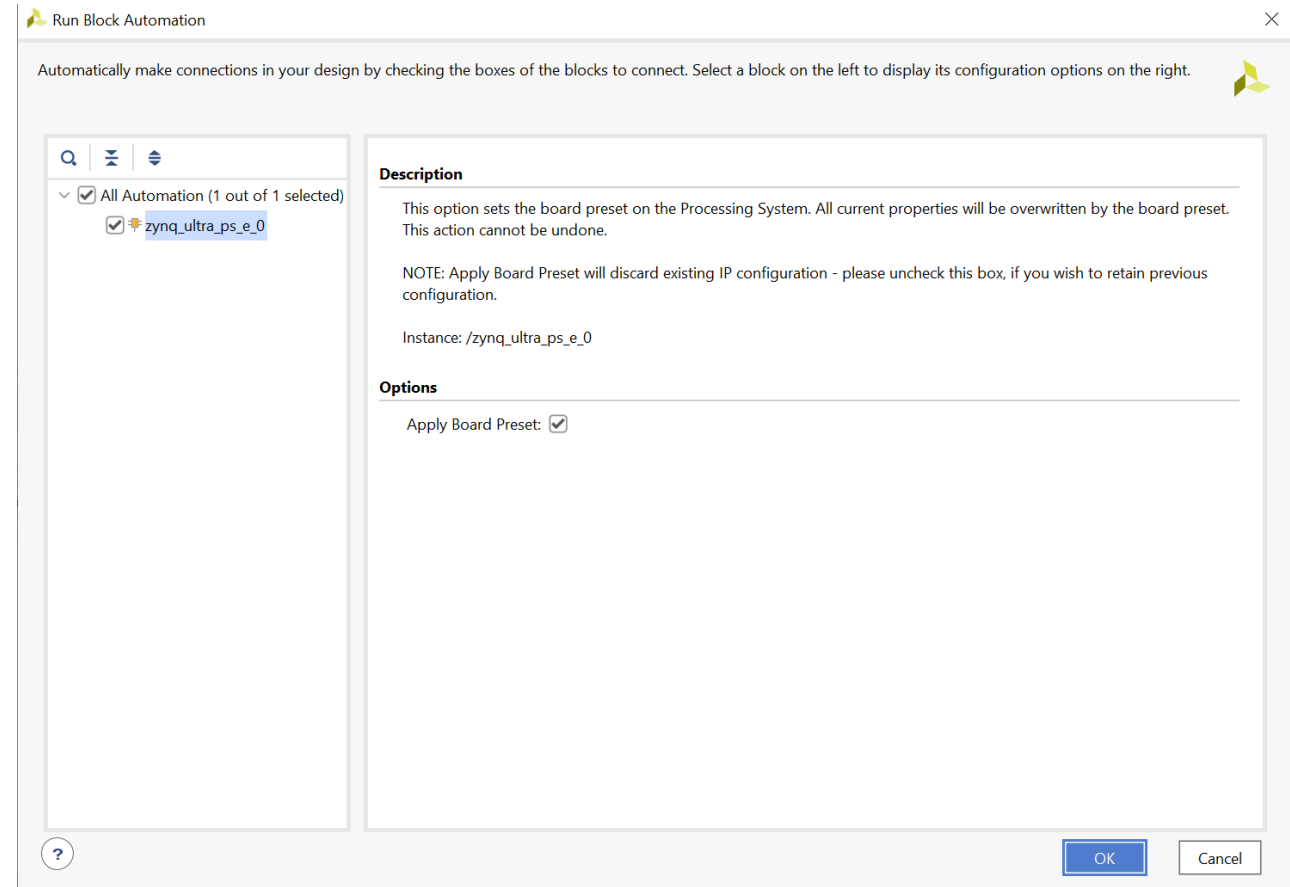 Run Block Automation
Automatically make connections in your design by checking the boxes of the blocks to connect. Select a block on the left to display its configuration options on the right.
All Automation (1 out of 1 selected)
zynq_ultra_ps_e_0
Description
This option sets the board preset on the Processing System. All current properties will be overwritten by the board preset.
This action cannot be undone.
NOTE: Apply Board Preset will discard existing IP configuration - please uncheck this box, if you wish to retain previous
configuration.
Instance: /zynq_ultra_ps_e_0
Options
Apply Board Preset:
?
OK
Cancel